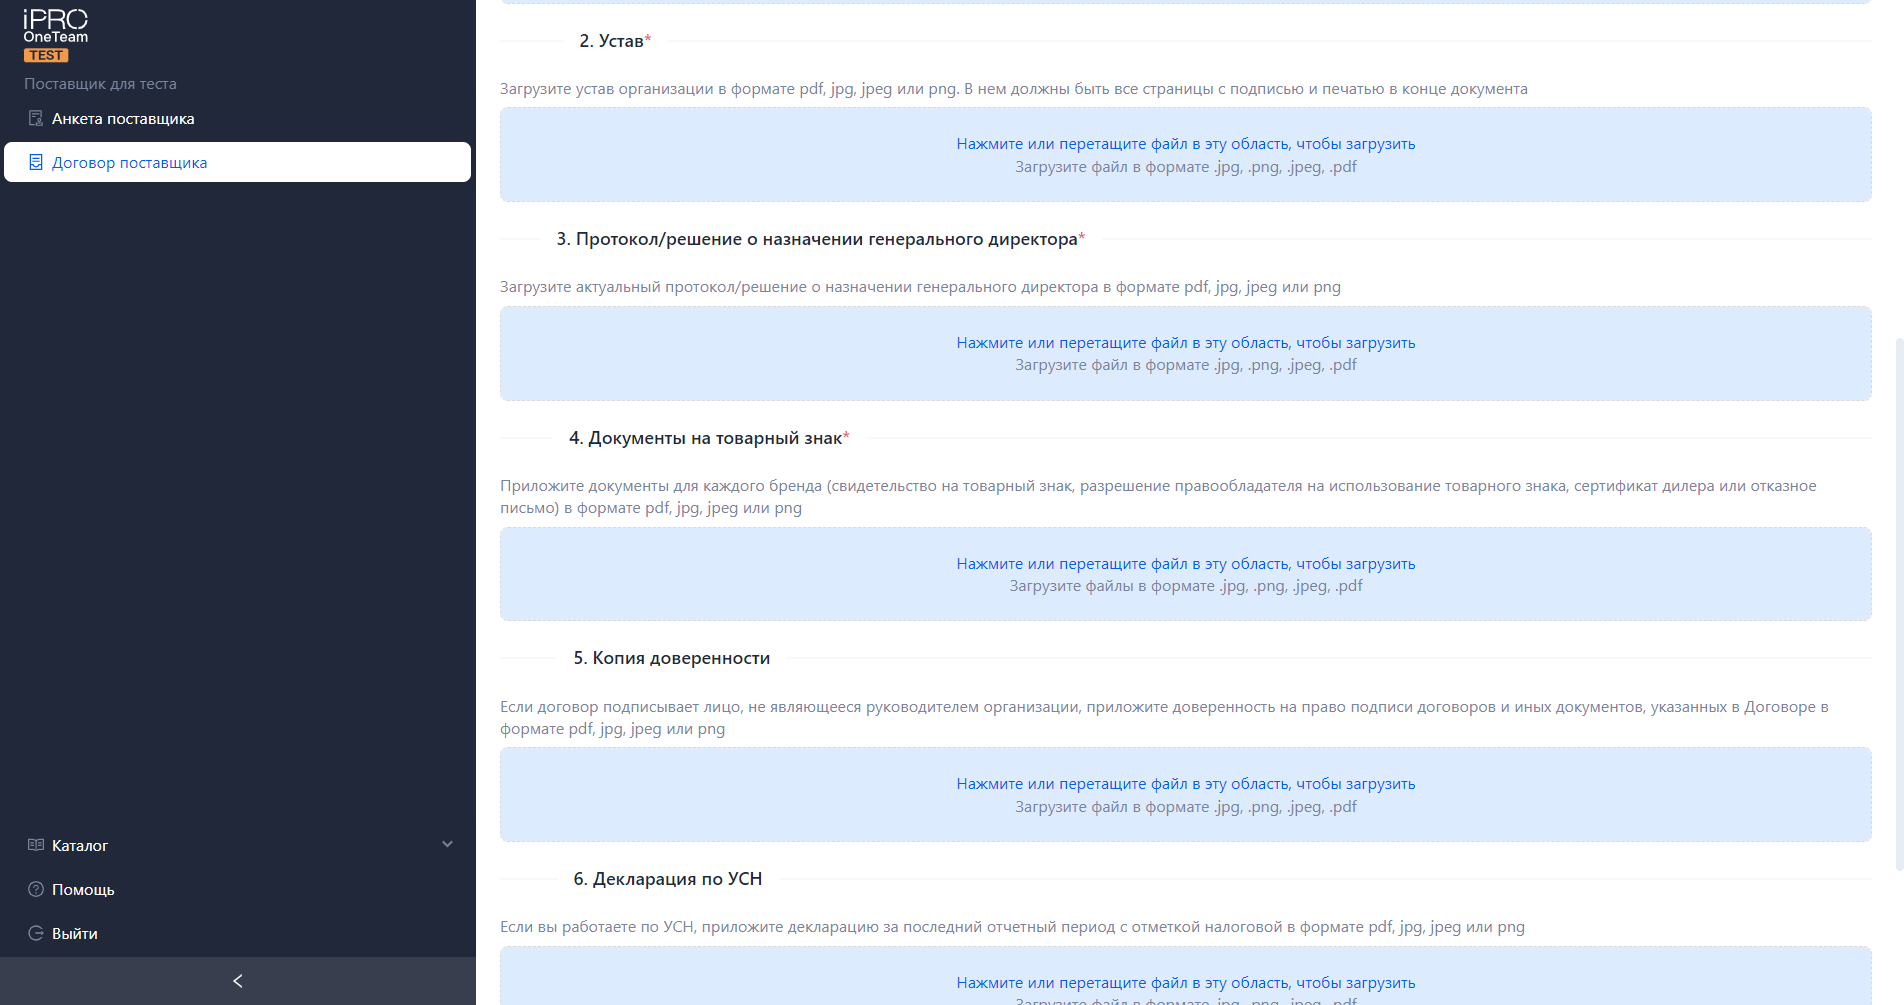 iPRO
OneTeam
TEST
Поставщик для теста
Анкета поставщика
Договор поставщика
Каталог
Помощь
Выйти
2. Устав*
Загрузите устав организации в формате pdf, jpg, jpeg или png. В нем должны быть все страницы с подписью и печатью в конце документа
Нажмите или перетащите файл в эту область, чтобы загрузить
Загрузите файл в формате .jpg, .png, .jpeg, .pdf
3. Протокол/решение о назначении генерального директора*
Загрузите актуальный протокол/решение о назначении генерального директора в формате pdf, jpg, jpeg или png
Нажмите или перетащите файл в эту область, чтобы загрузить
Загрузите файл в формате .jpg, .png, .jpeg, .pdf
4. Документы на товарный знак*
Приложите документы для каждого бренда (свидетельство на товарный знак, разрешение правообладателя на использование товарного знака, сертификат дилера или отказное
письмо) в формате pdf, jpg, jpeg или png
Нажмите или перетащите файл в эту область, чтобы загрузить
Загрузите файлы в формате .jpg, .png, .jpeg, .pdf
5. Копия доверенности
Если договор подписывает лицо, не являющееся руководителем организации, приложите доверенность на право подписи договоров и иных документов, указанных в Договоре в
формате pdf, jpg, jpeg или png
Нажмите или перетащите файл в эту область, чтобы загрузить
Загрузите файл в формате .jpg, .png, .jpeg, .pdf
6. Декларация по УСН
Если вы работаете по УСН, приложите декларацию за последний отчетный период с отметкой налоговой в формате pdf, jpg, jpeg или png
Нажмите или перетащите файл в эту область, чтобы загрузить
Загрузите файл в формате .jpg, .png, .jpeg, .pdf